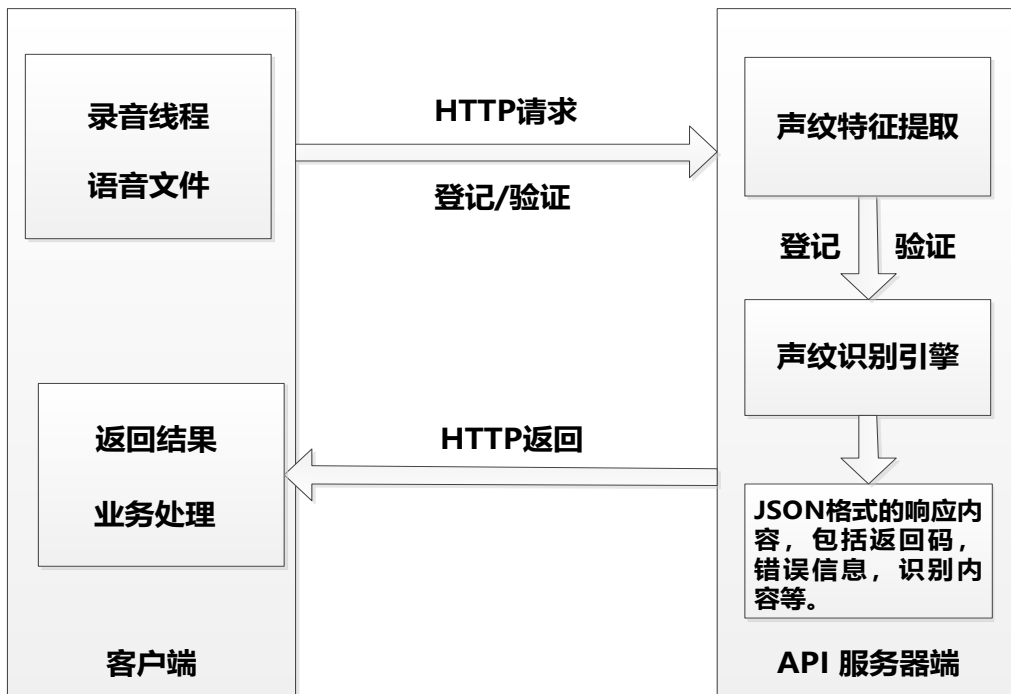 录音线程
语音文件
HTTP请求
登记/验证
声纹特征提取
登记
验证
声纹识别引擎
返回结果
业务处理
HTTP返回
JSON格式的响应内
容，包括返回码，
错误信息，识别内
容等。
客户端
API 服务器端